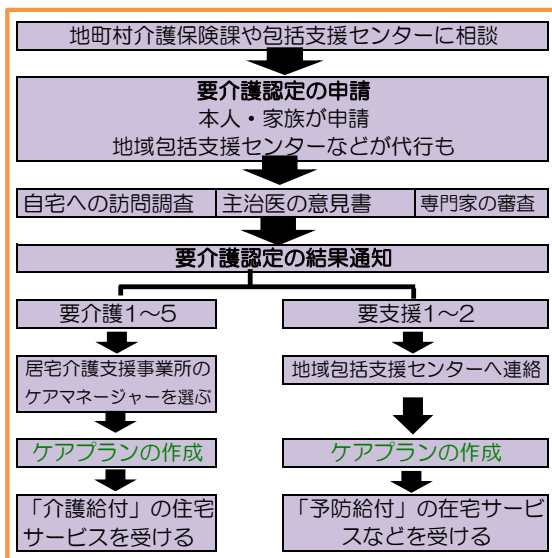 地町村介護保険課や包括支援センターに相談
要介護認定の申請
本人・家族が申請
地域包括支援センターなどが代行も
自宅への訪問調査
主治医の意見書
専門家の審査
要介護認定の結果通知
要介護1～5
要支援1～2
居宅介護支援事業所の
ケアマネージャーを選ぶ
地域包括支援センターへ連絡
ケアプランの作成
ケアプランの作成
「介護給付」の住宅
サービスを受ける
「予防給付」の在宅サービ
スなどを受ける